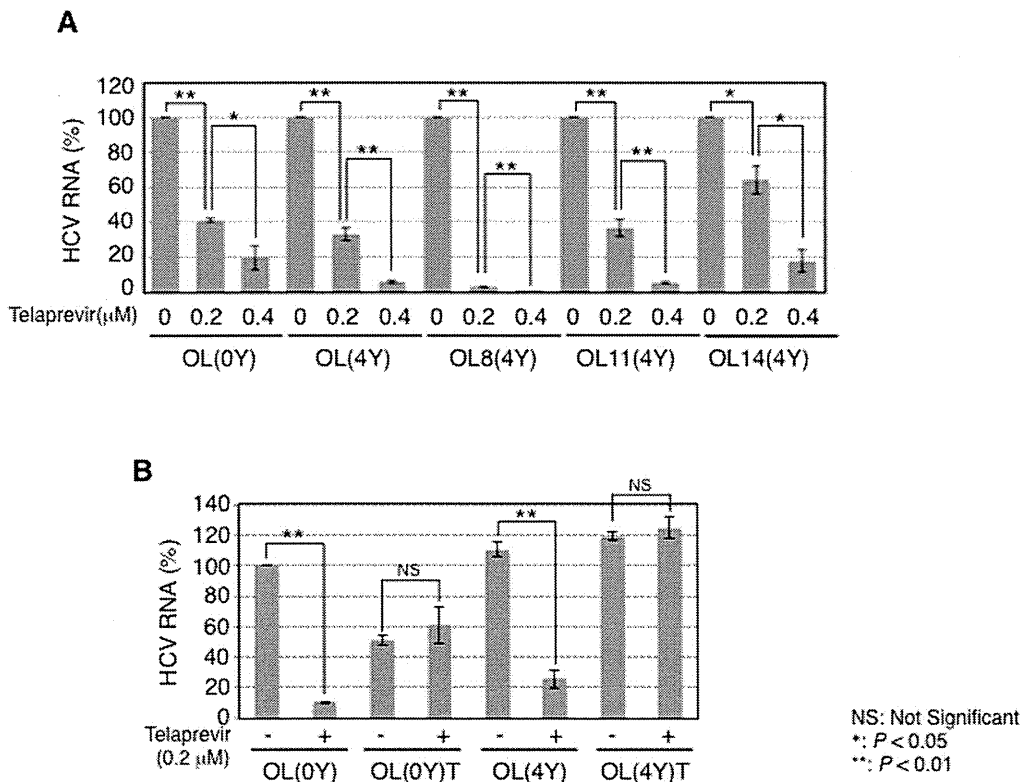 A
HCV RNA (%)
120
100
80
60
40
20
0
** * ** ** ** ** ** ** * *
Telaprevir(μM) 0 0.2 0.4 0 0.2 0.4 0 0.2 0.4 0 0.2 0.4 0 0.2 0.4
OL(0Y) OL(4Y) OL8(4Y) OL11(4Y) OL14(4Y)
B
HCV RNA (%)
140
120
100
80
60
40
20
0
** NS ** NS
Telaprevir - + - + - + - +
(0.2 μM)
OL(0Y) OL(0Y)T OL(4Y) OL(4Y)T
NS: Not Significant
*: P < 0.05
**: P < 0.01